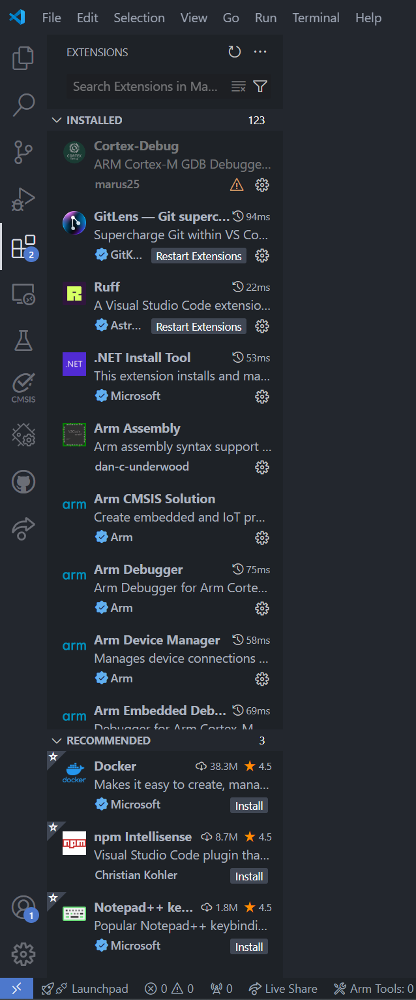 File Edit Selection View Go Run Terminal Help
EXTENSIONS
Search Extensions in Ma...
INSTALLED 123
Cortex-Debug
ARM Cortex-M GDB Debugge...
marus25
GitLens — Git superc... 94ms
Supercharge Git within VS Co...
GitK... Restart Extensions
2
Ruff 22ms
A Visual Studio Code extensio...
Astr... Restart Extensions
.NET
.NET Install Tool 53ms
This extension installs and ma...
Microsoft
CMSIS
Arm Assembly
Arm assembly syntax support ...
dan-c-underwood
arm
Arm CMSIS Solution
Create embedded and IoT pr...
Arm
arm
Arm Debugger 75ms
Arm Debugger for Arm Corte...
Arm
arm
Arm Device Manager 58ms
Manages device connections ...
Arm
arm
Arm Embedded Deb... 69ms
Debugger for Arm Cortex-M
RECOMMENDED 3
docker
Docker 38.3M 4.5
Makes it easy to create, mana...
Microsoft Install
npm
npm Intellisense 8.7M 4.5
Visual Studio Code plugin tha...
Christian Kohler Install
Notepad++ ke... 1.8M 4.5
Popular Notepad++ keybindi...
Microsoft Install
1
Launchpad 0 0 0 Live Share Arm Tools: 0